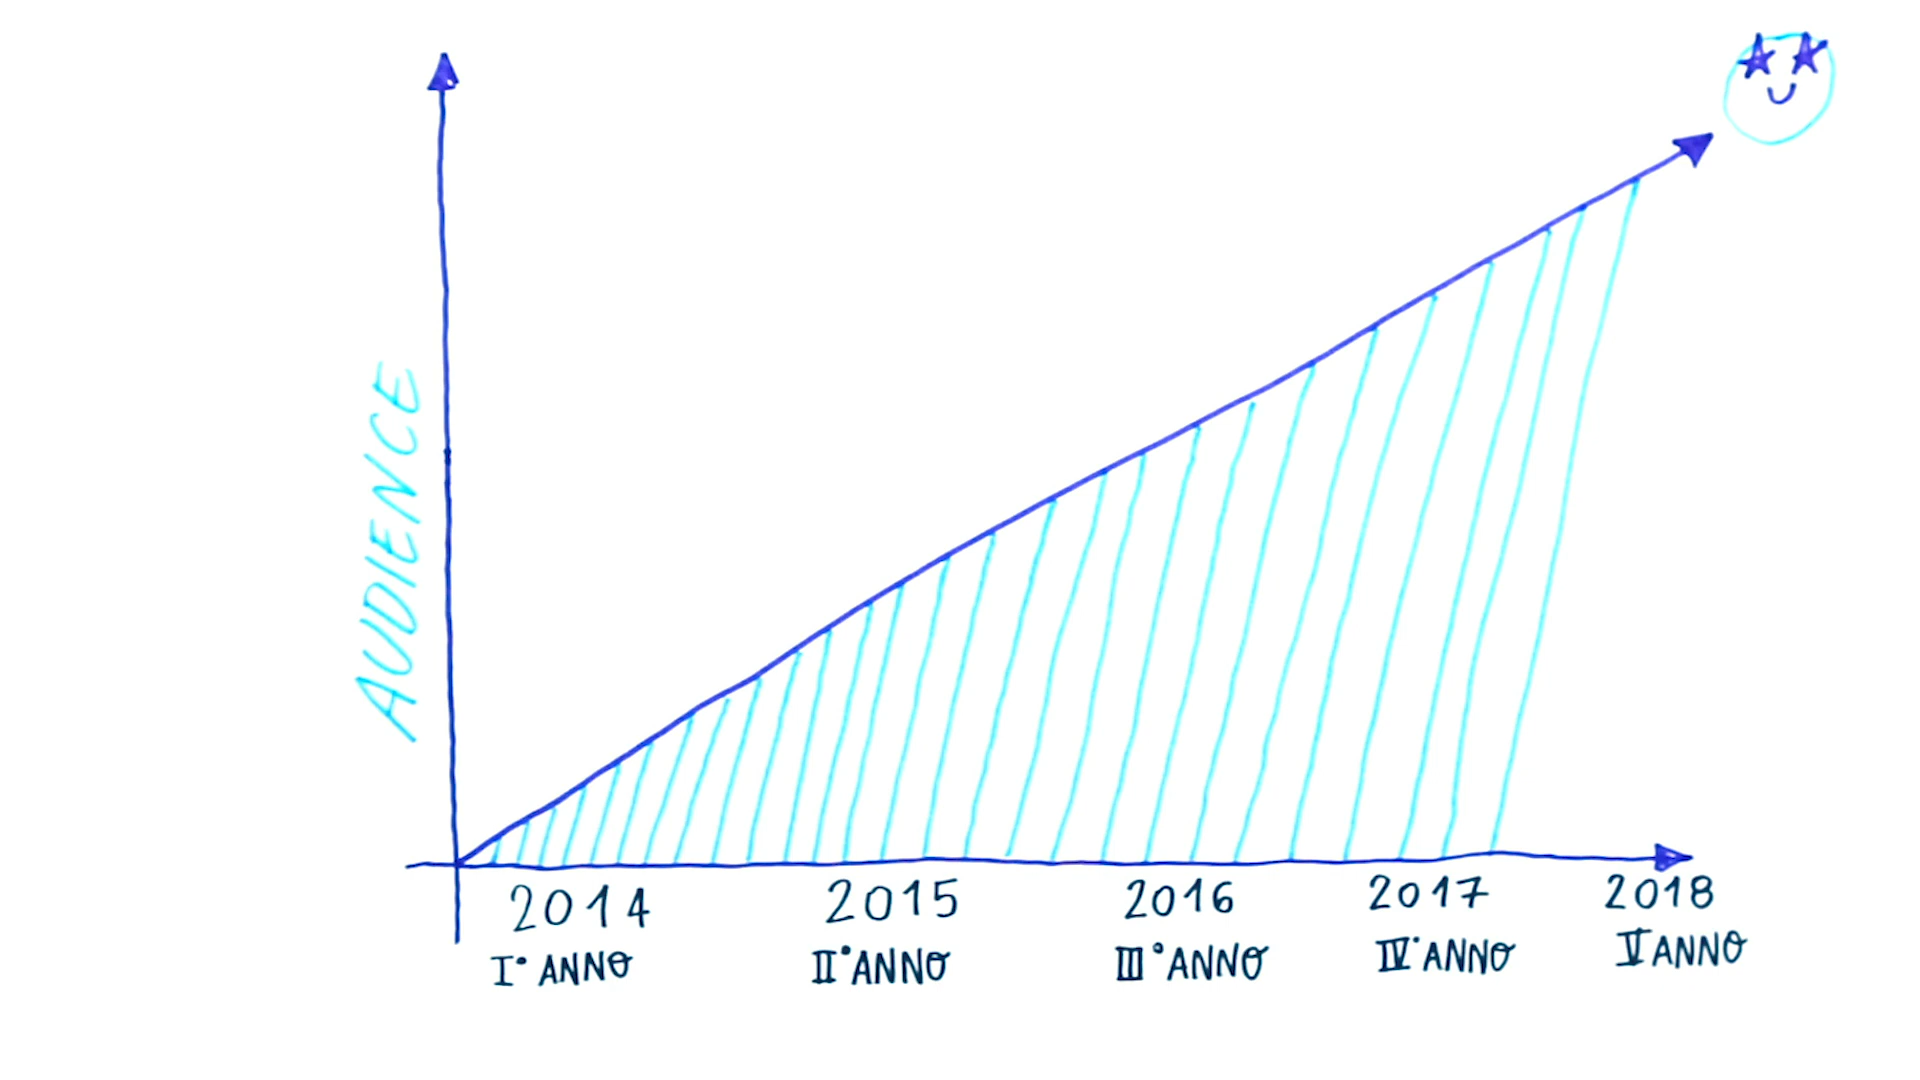 AUDIENCE
2014 2015 2016 2017 2018
I° ANNO II° ANNO III° ANNO IV° ANNO V ANNO